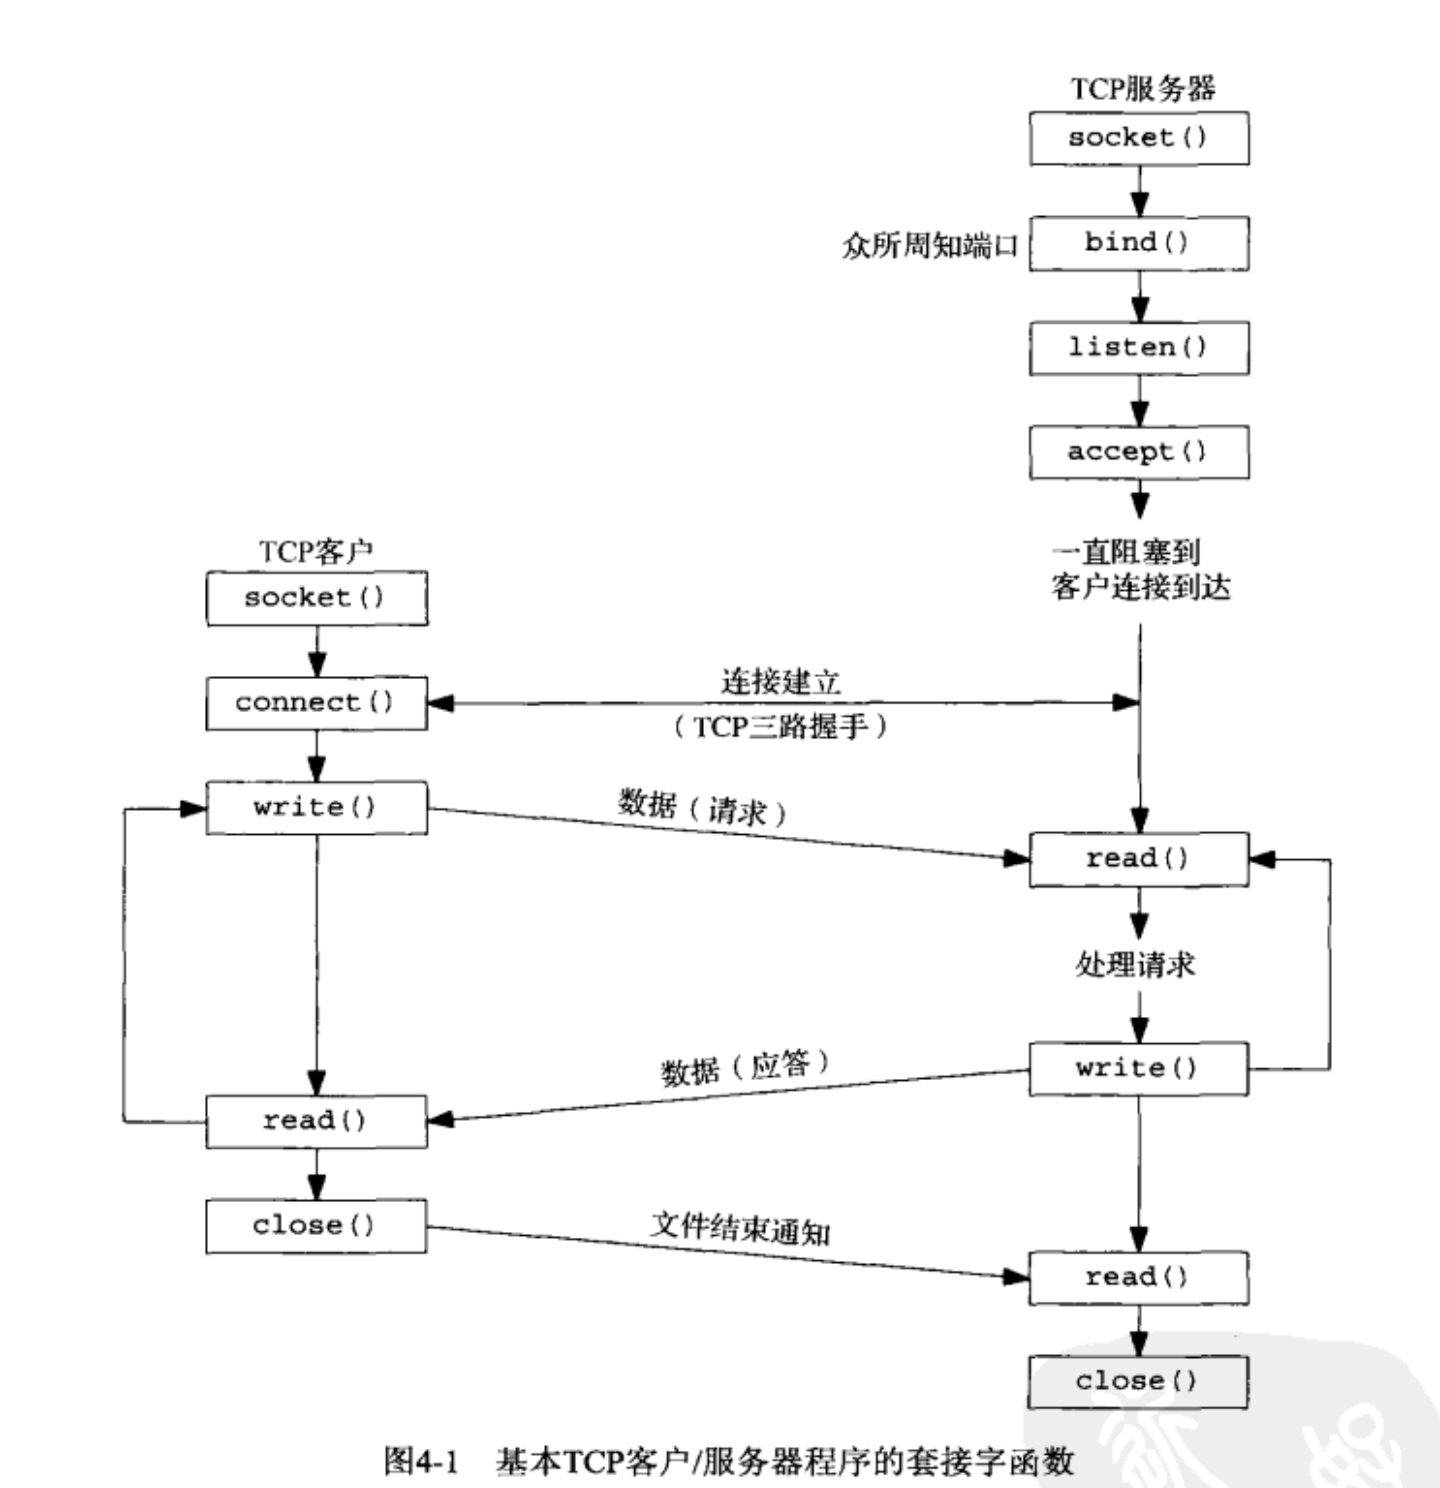 TCP服务器
socket()
众所周知端口
bind()
listen()
accept()
一直阻塞到
客户连接到达
TCP客户
socket()
connect()
连接建立
（TCP三路握手）
write()
数据（请求）
read()
处理请求
write()
数据（应答）
read()
close()
文件结束通知
read()
close()
图4-1 基本TCP客户/服务器程序的套接字函数